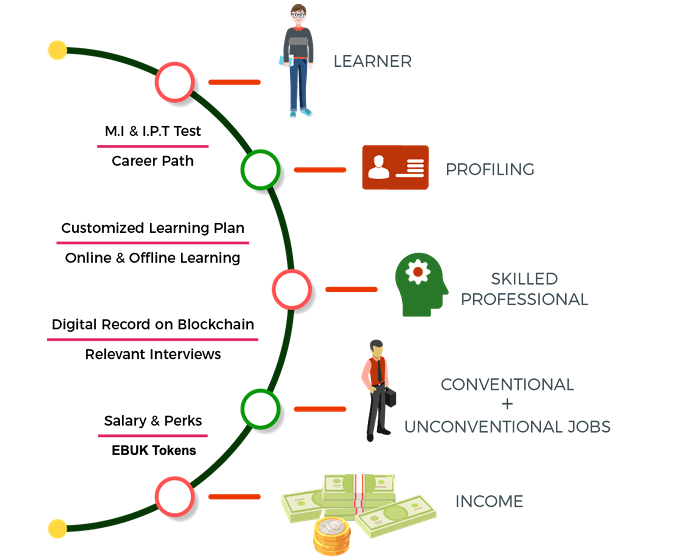 LEARNER
M.I & I.P.T Test
Career Path
PROFILING
Customized Learning Plan
Online & Offline Learning
SKILLED
PROFESSIONAL
Digital Record on Blockchain
Relevant Interviews
CONVENTIONAL
+
UNCONVENTIONAL JOBS
Salary & Perks
EBUK Tokens
INCOME